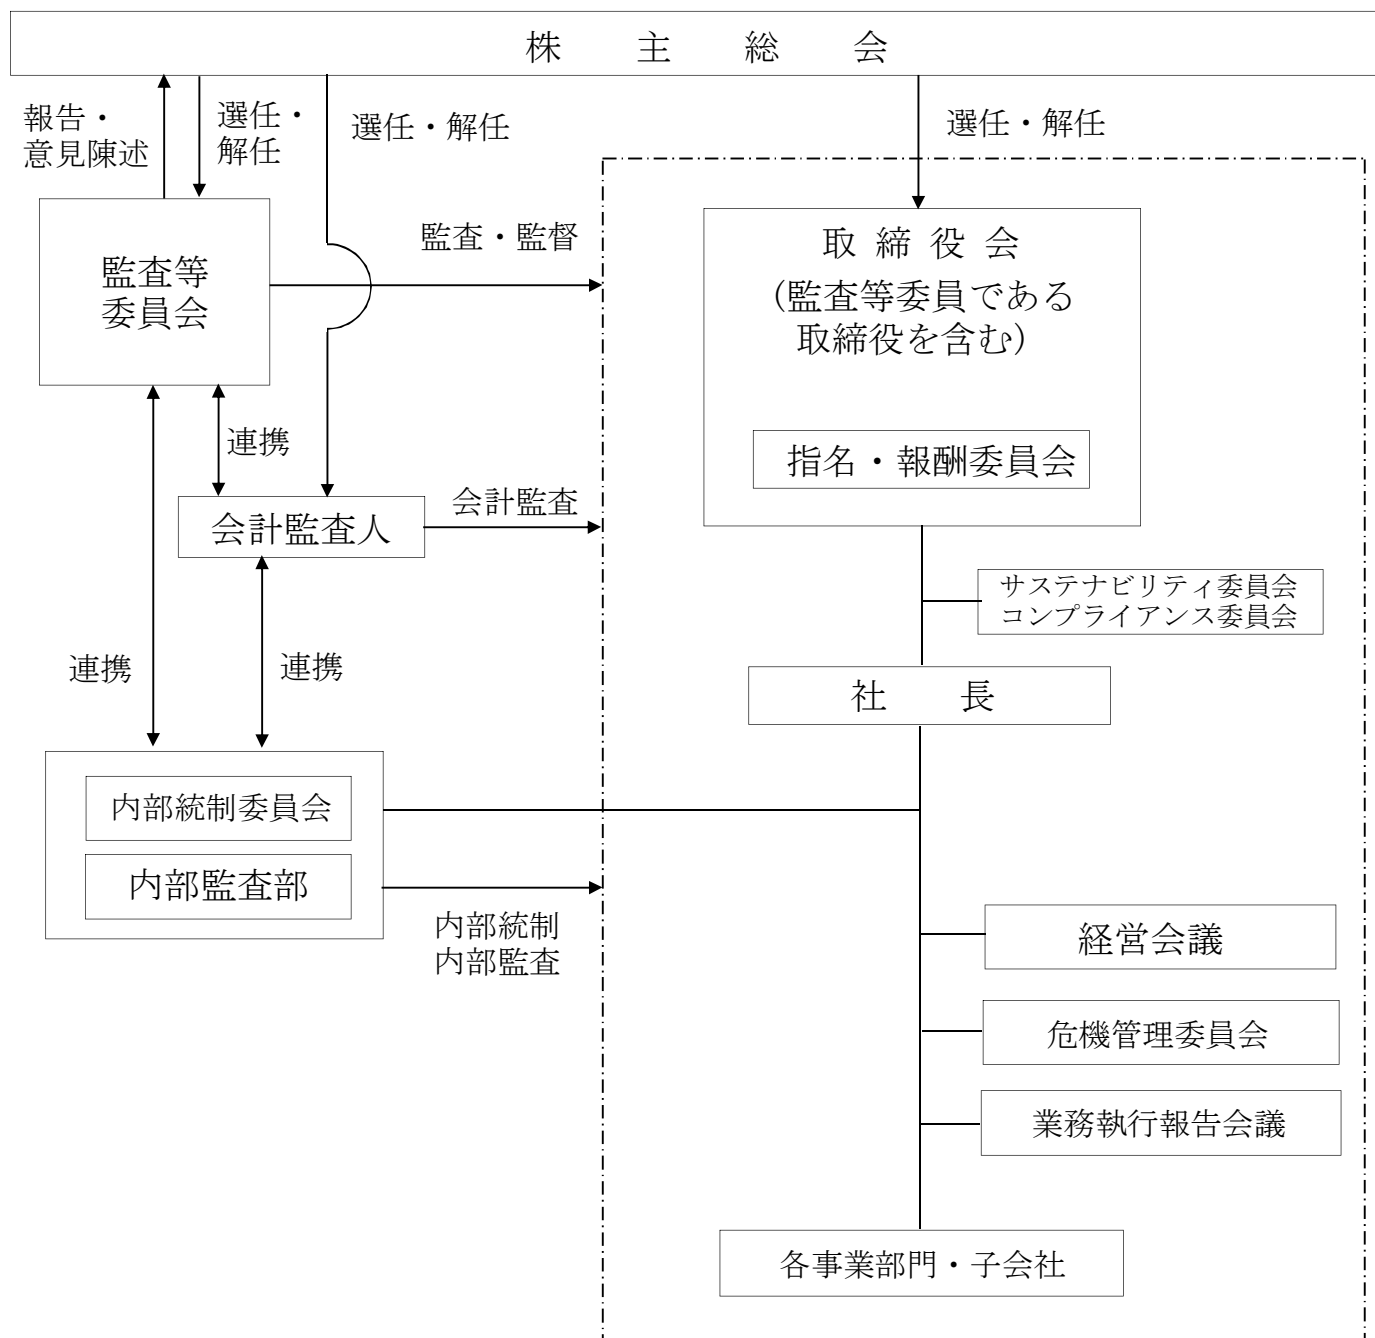 株主総会
報告・
意見陳述
選任・
解任
選任・解任
選任・解任
監査等
委員会
監査・監督
取締役会
（監査等委員である
取締役を含む）
指名・報酬委員会
連携
会計監査人
会計監査
サステナビリティ委員会
コンプライアンス委員会
連携
連携
社長
内部統制委員会
内部監査部
内部統制
内部監査
経営会議
危機管理委員会
業務執行報告会議
各事業部門・子会社